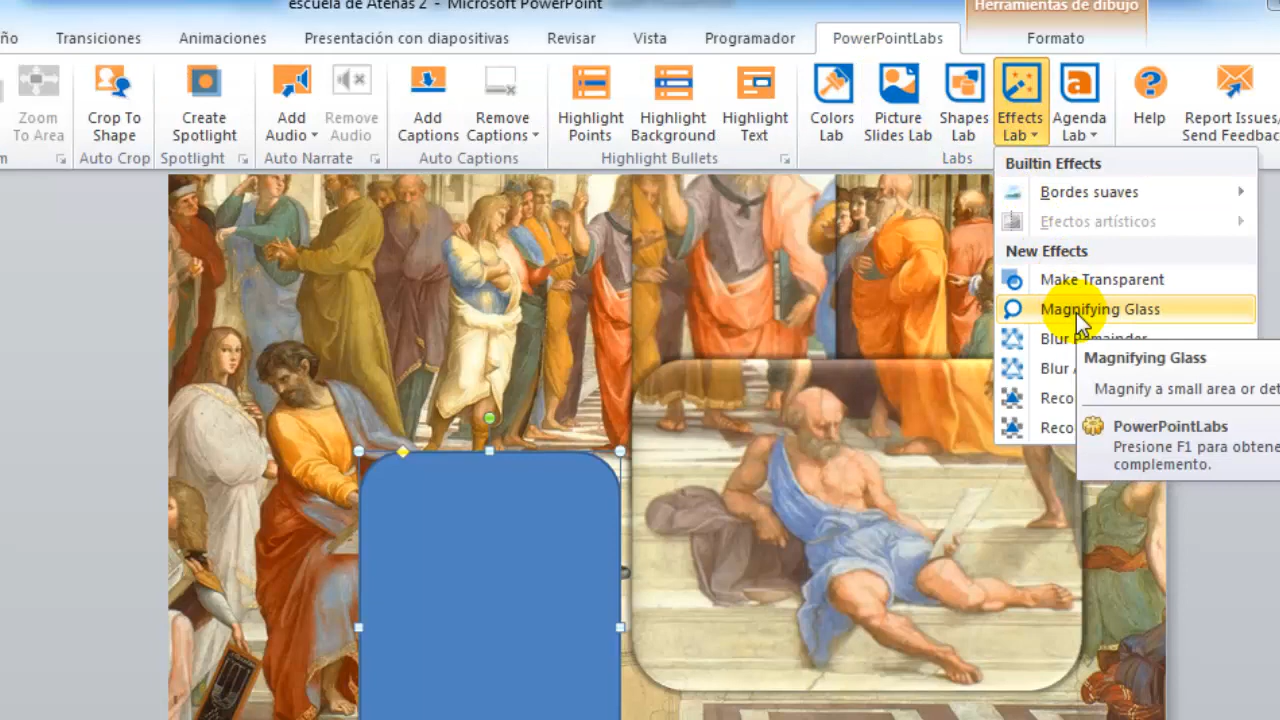 escuela de Atenas 2 - Microsoft PowerPoint
Herramientas de dibujo
ño Transiciones Animaciones Presentación con diapositivas Revisar Vista Programador PowerPointLabs Formato
Zoom To Area
Crop To Shape
Create Spotlight
Add Audio
Remove Audio
Add Captions
Remove Captions
Highlight Points
Highlight Background
Highlight Text
Colors Lab
Picture Slides Lab
Shapes Lab
Effects Lab
Agenda Lab
Help
Report Issues/
Send Feedbac
m Auto Crop Spotlight Auto Narrate Auto Captions Highlight Bullets Labs
Builtin Effects
Bordes suaves
Efectos artísticos
New Effects
Make Transparent
Magnifying Glass
Blur Remainder
Blur
Reco
Reco
Magnifying Glass
Magnify a small area or det
PowerPointLabs
Presione F1 para obtene
complemento.